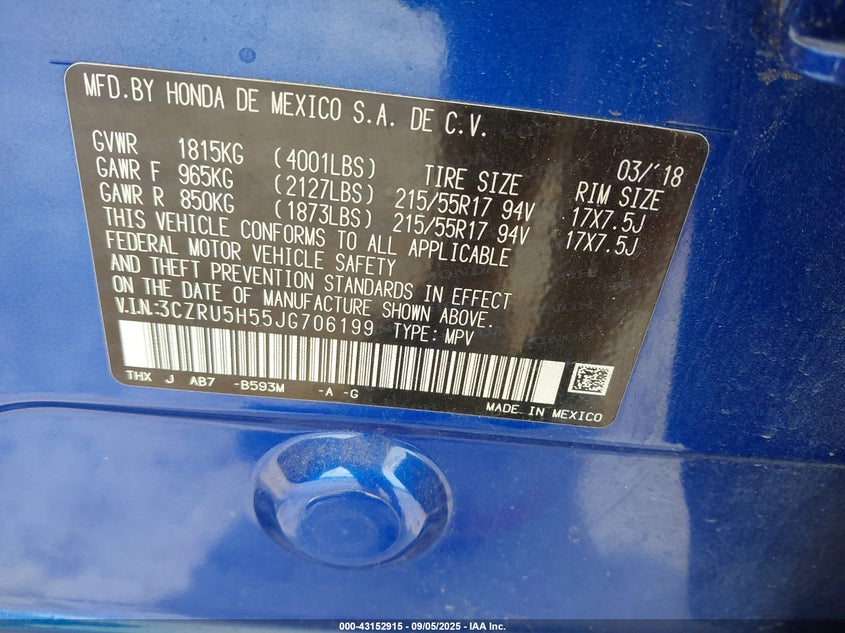 MFD.BY HONDA DE MEXICO S.A. DE C.V.
03/'18
GVWR 1815KG (4001LBS) TIRE SIZE RIM SIZE
GAWR F 965KG (2127LBS) 215/55R17 94V 17X7.5J
GAWR R 850KG (1873LBS) 215/55R17 94V 17X7.5J
THIS VEHICLE CONFORMS TO ALL APPLICABLE
FEDERAL MOTOR VEHICLE SAFETY
AND THEFT PREVENTION STANDARDS IN EFFECT
ON THE DATE OF MANUFACTURE SHOWN ABOVE.
V.I.N:3CZRU5H55JG706199 TYPE: MPV
THX J AB7 -B593M -A -G
MADE IN MEXICO
000-43152915 - 09/05/2025 - IAA Inc.